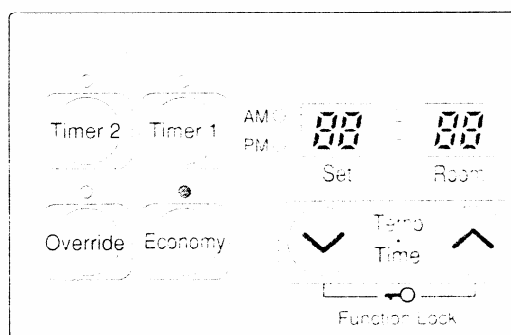 Timer 2 Timer 1 AM 88 88
PM
Set Room
Override Economy Temp
Time
Function Lock